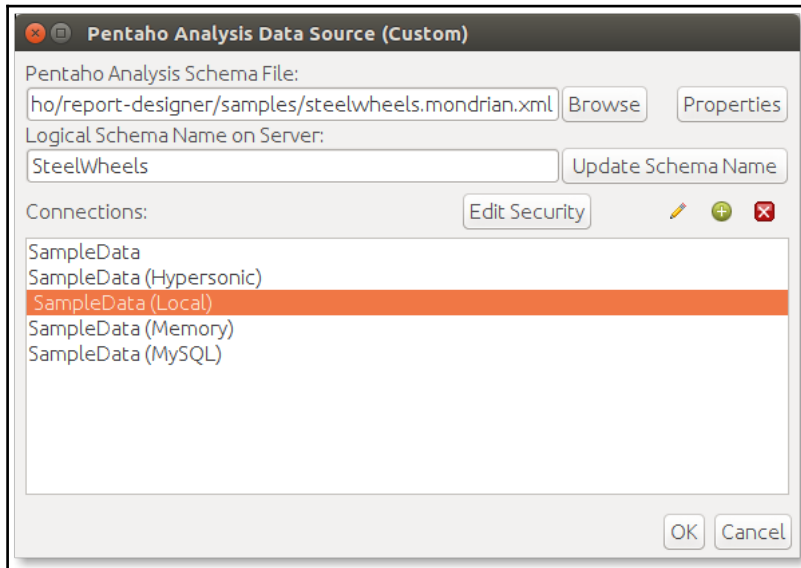 Pentaho Analysis Data Source (Custom)
Pentaho Analysis Schema File:
ho/report-designer/samples/steelwheels.mondrian.xml Browse Properties
Logical Schema Name on Server:
SteelWheels Update Schema Name
Connections: Edit Security
SampleData
SampleData (Hypersonic)
SampleData (Local)
SampleData (Memory)
SampleData (MySQL)
OK Cancel